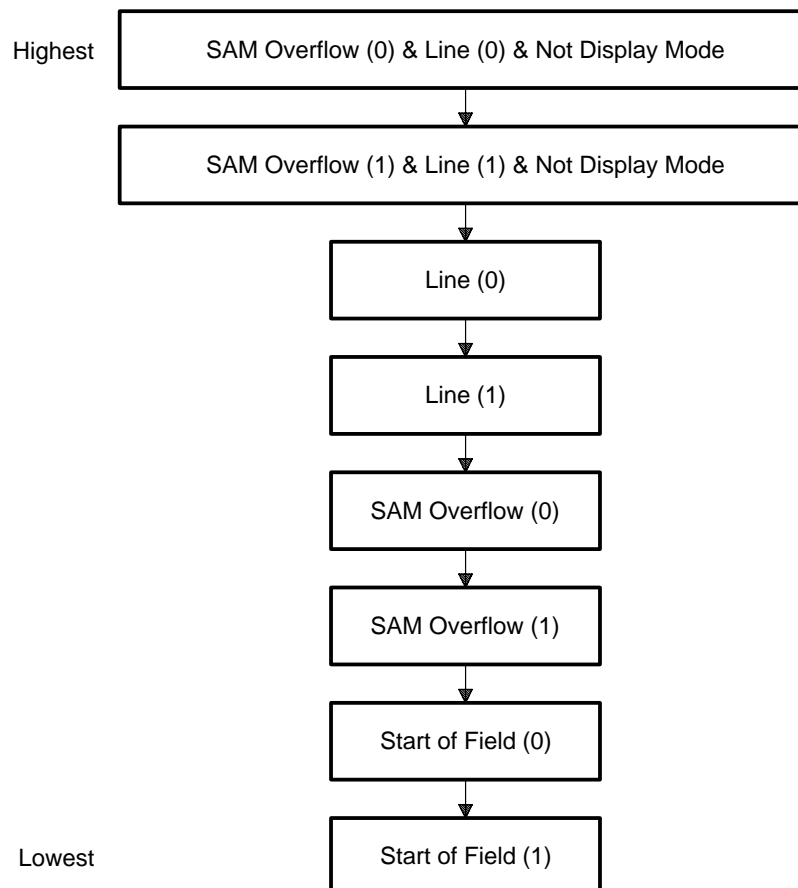 Highest
SAM Overflow (0) & Line (0) & Not Display Mode
SAM Overflow (1) & Line (1) & Not Display Mode
Line (0)
Line (1)
SAM Overflow (0)
SAM Overflow (1)
Start of Field (0)
Lowest
Start of Field (1)